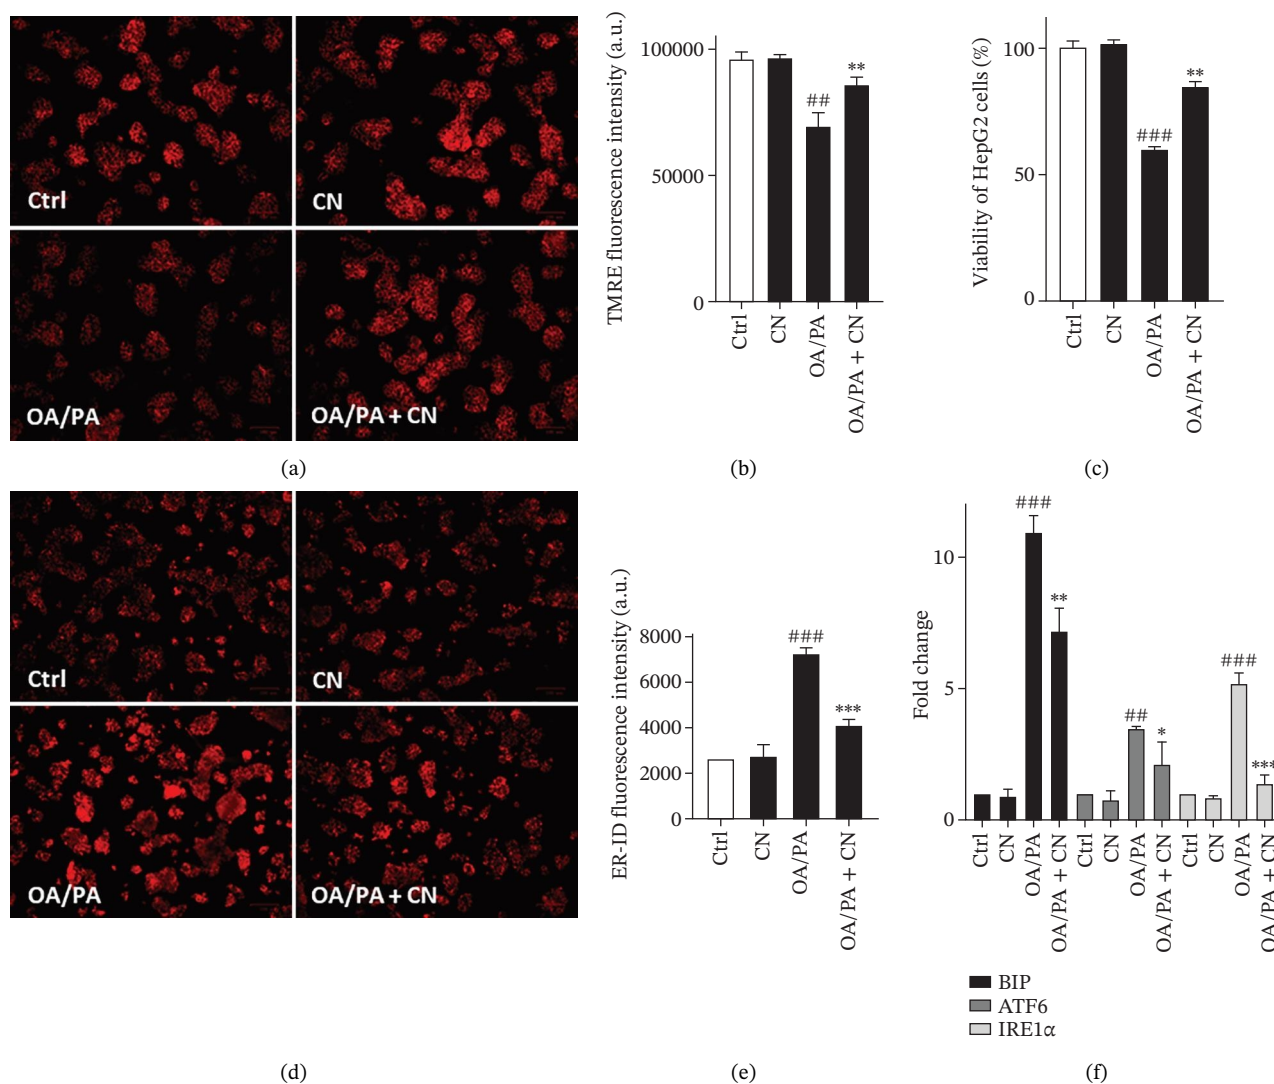 Ctrl
CN
OA/PA
OA/PA + CN
(a)
TMRE fluorescence intensity (a.u.)
100000
50000
0
##
**
Ctrl
CN
OA/PA
OA/PA + CN
(b)
Viability of HepG2 cells (%)
100
50
0
###
**
Ctrl
CN
OA/PA
OA/PA + CN
(c)
Ctrl
CN
OA/PA
OA/PA + CN
(d)
ER-ID fluorescence intensity (a.u.)
8000
6000
4000
2000
0
###
***
Ctrl
CN
OA/PA
OA/PA + CN
(e)
Fold change
10
5
0
###
**
##
*
###
***
Ctrl
CN
OA/PA
OA/PA + CN
Ctrl
CN
OA/PA
OA/PA + CN
Ctrl
CN
OA/PA
OA/PA + CN
BIP
ATF6
IRE1α
(f)